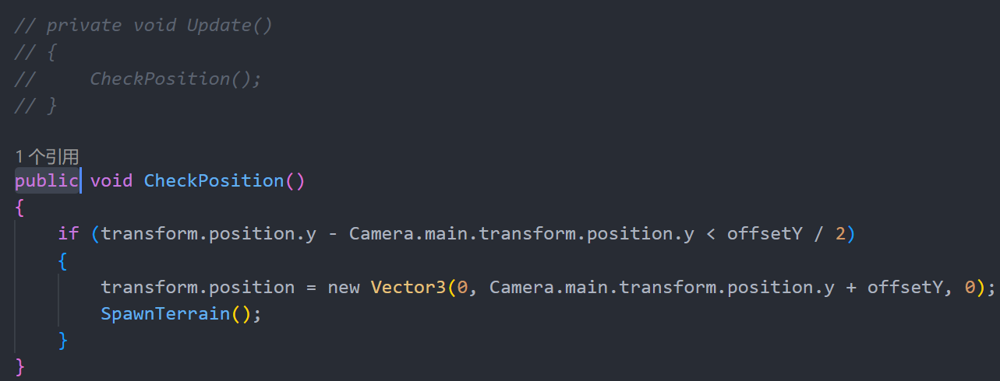 // private void Update()
// {
//     CheckPosition();
// }
1 个引用
public void CheckPosition()
{
    if (transform.position.y - Camera.main.transform.position.y < offsetY / 2)
    {
        transform.position = new Vector3(0, Camera.main.transform.position.y + offsetY, 0);
        SpawnTerrain();
    }
}